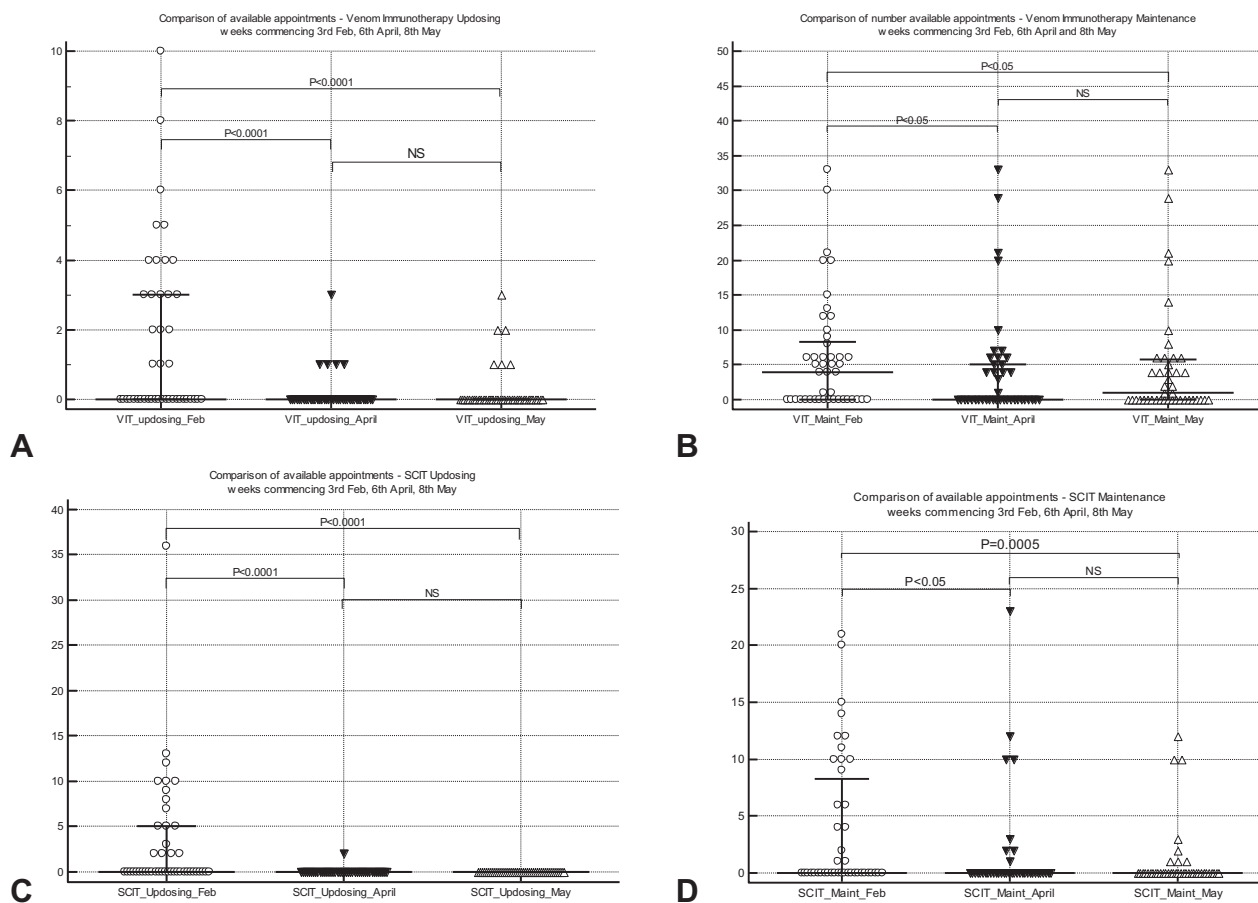 Comparison of available appointments - Venom Immunotherapy Updosing
weeks commencing 3rd Feb, 6th April, 8th May
10
8
6
4
2
0
P<0.0001
P<0.0001
NS
VIT_updosing_Feb VIT_updosing_April VIT_updosing_May
A
Comparison of number available appointments - Venom Immunotherapy Maintenance
weeks commencing 3rd Feb, 6th April and 8th May
50
45
40
35
30
25
20
15
10
5
0
P<0.05
NS
P<0.05
VIT_Maint_Feb VIT_Maint_April VIT_Maint_May
B
Comparison of available appointments - SCIT Updosing
weeks commencing 3rd Feb, 6th April, 8th May
40
35
30
25
20
15
10
5
0
P<0.0001
P<0.0001
NS
SCIT_Updosing_Feb SCIT_Updosing_April SCIT_Updosing_May
C
Comparison of available appointments - SCIT Maintenance
weeks commencing 3rd Feb, 6th April, 8th May
30
25
20
15
10
5
0
P=0.0005
P<0.05
NS
SCIT_Maint_Feb SCIT_Maint_April SCIT_Maint_May
D